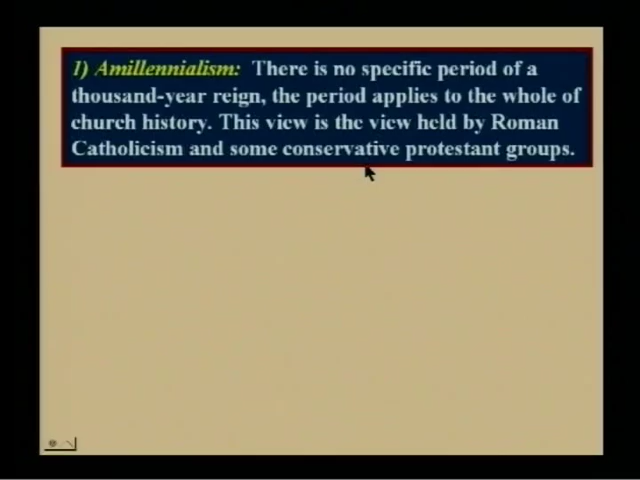 1) Amillennialism: There is no specific period of a
thousand-year reign, the period applies to the whole of
church history. This view is the view held by Roman
Catholicism and some conservative protestant groups.